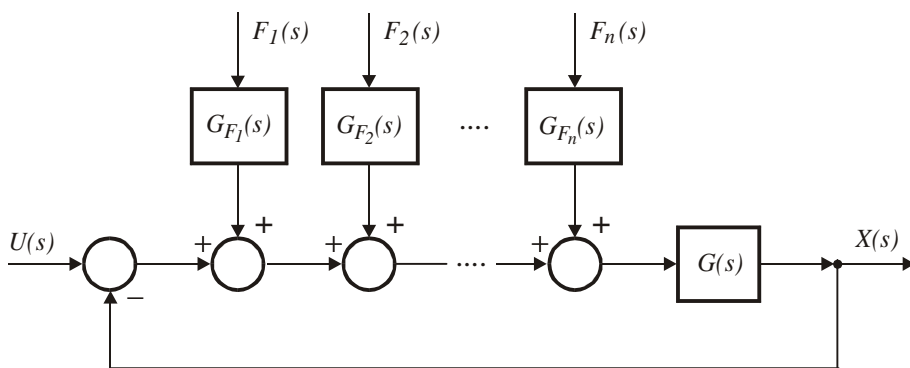 F1(s) F2(s) Fn(s)
GF1(s) GF2(s) .... GFn(s)
+ + +
U(s) + + .... + G(s) X(s)
−